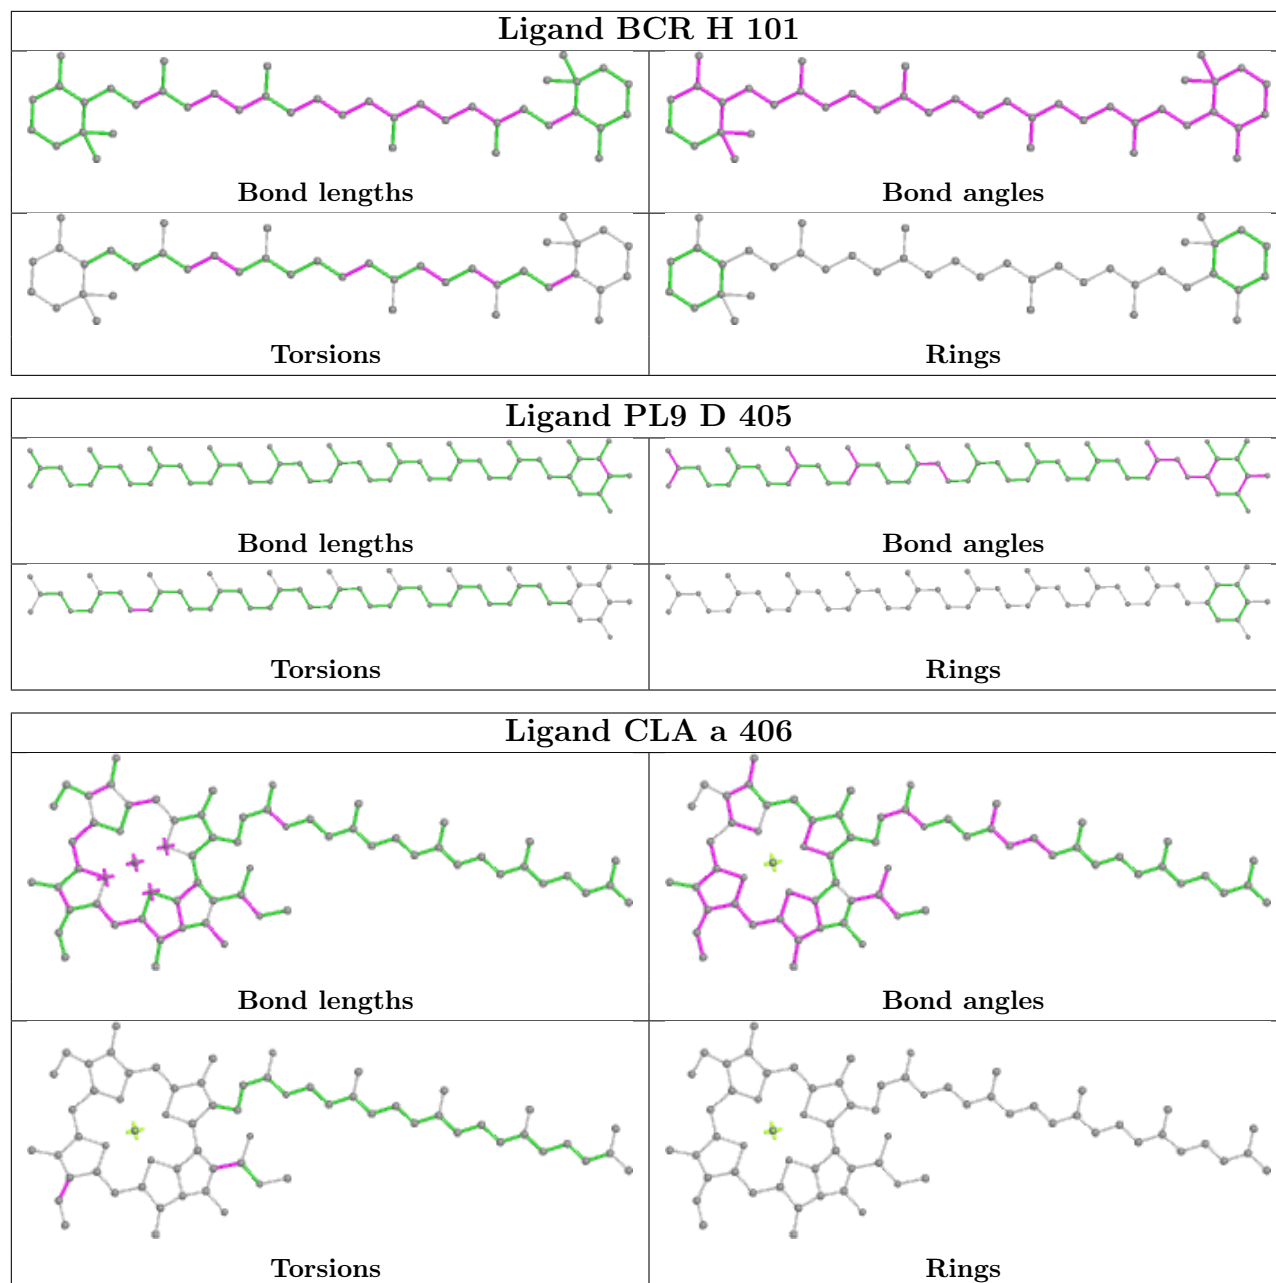 Ligand BCR H 101
Bond lengths
Bond angles
Torsions
Rings
Ligand PL9 D 405
Bond lengths
Bond angles
Torsions
Rings
Ligand CLA a 406
Bond lengths
Bond angles
Torsions
Rings